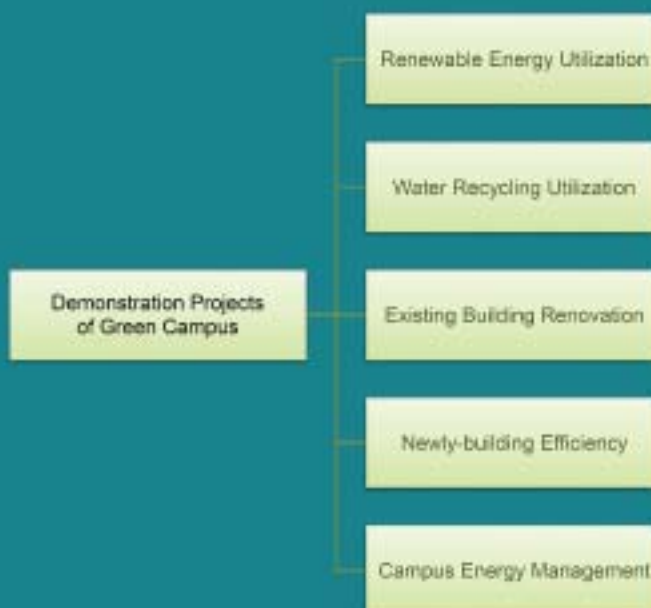 Demonstration Projects
of Green Campus
Renewable Energy Utilization
Water Recycling Utilization
Existing Building Renovation
Newly-building Efficiency
Campus Energy Management